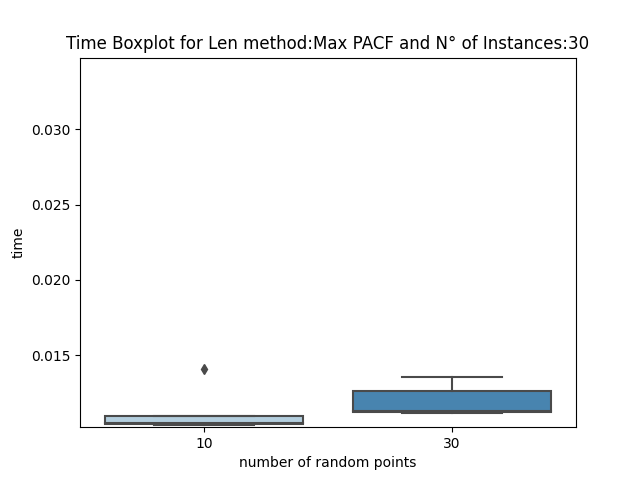 Time Boxplot for Len method:Max PACF and N° of Instances:30
0.030
0.025
0.020
0.015
time
10
30
number of random points